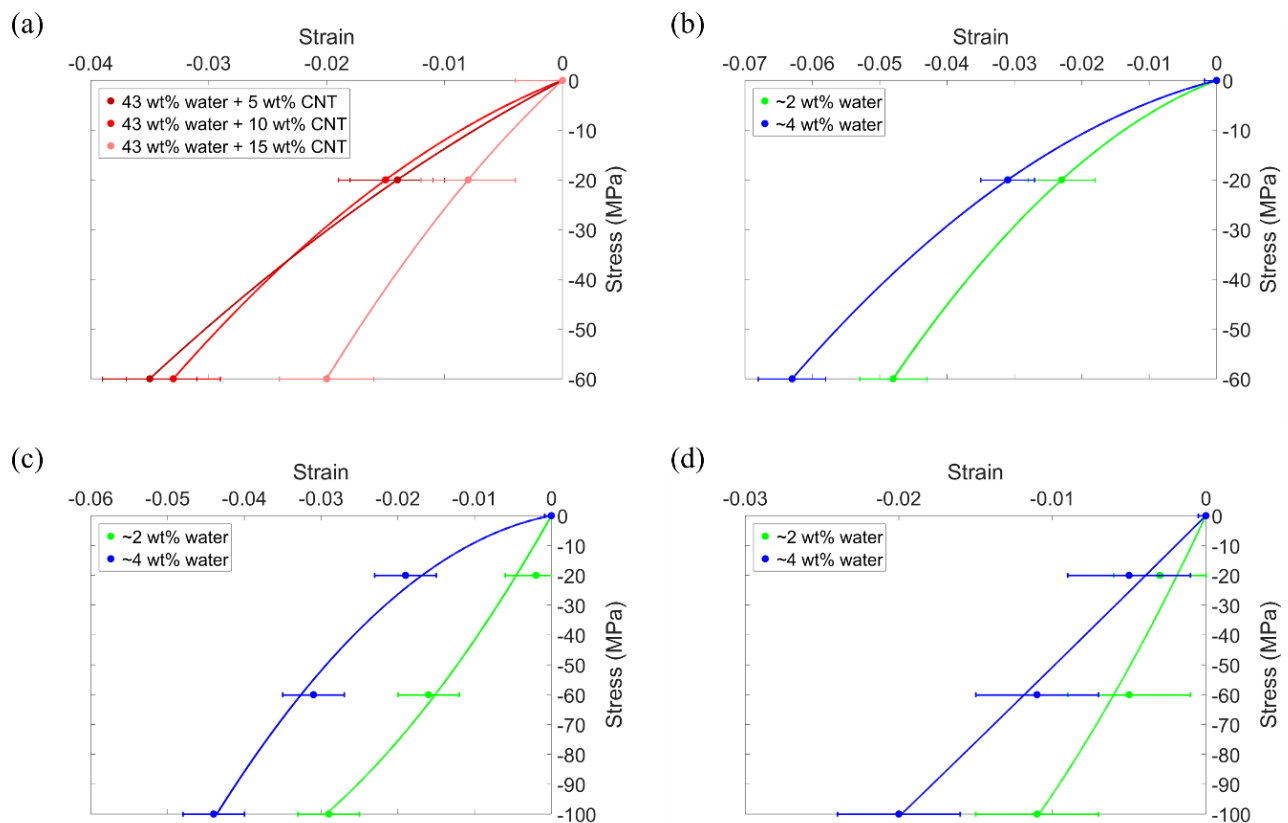 (a)
Strain
-0.04 -0.03 -0.02 -0.01 0
43 wt% water + 5 wt% CNT
43 wt% water + 10 wt% CNT
43 wt% water + 15 wt% CNT
0
-10
-20
-30
-40
-50
-60
Stress (MPa)
(b)
Strain
-0.07 -0.06 -0.05 -0.04 -0.03 -0.02 -0.01 0
~2 wt% water
~4 wt% water
0
-10
-20
-30
-40
-50
-60
Stress (MPa)
(c)
Strain
-0.06 -0.05 -0.04 -0.03 -0.02 -0.01 0
~2 wt% water
~4 wt% water
0
-10
-20
-30
-40
-50
-60
-70
-80
-90
-100
Stress (MPa)
(d)
Strain
-0.03 -0.02 -0.01 0
~2 wt% water
~4 wt% water
0
-10
-20
-30
-40
-50
-60
-70
-80
-90
-100
Stress (MPa)